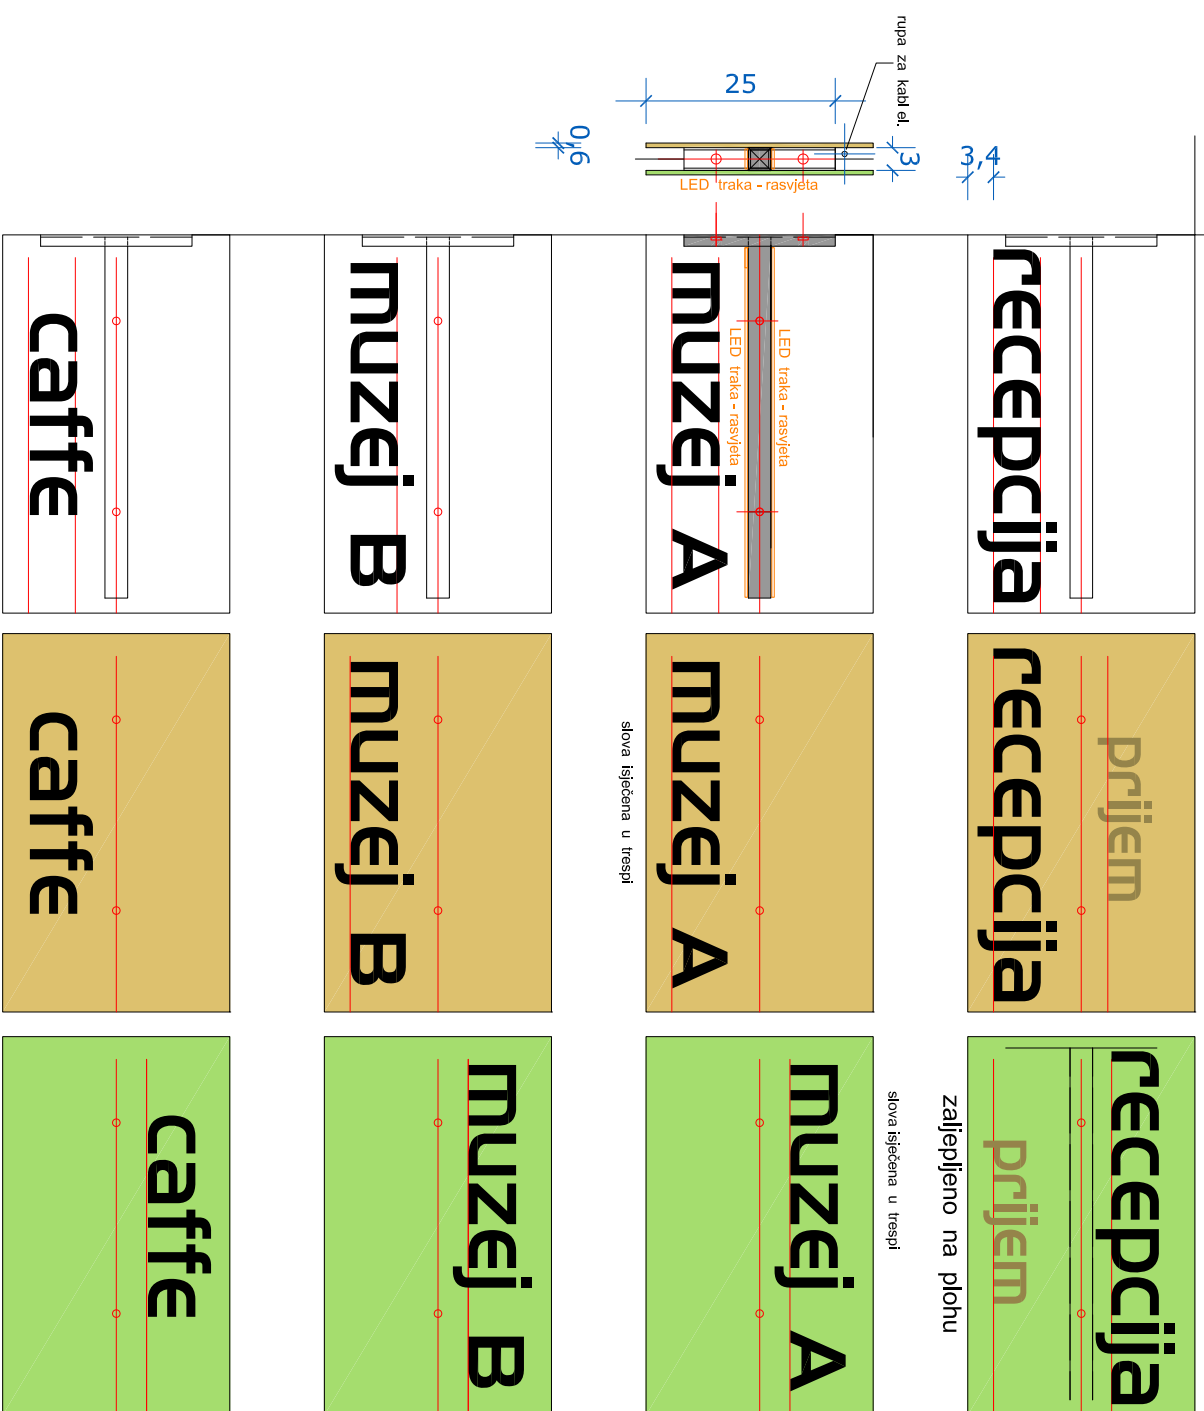 3,4
recepcija
prijem
recepcija
recepcija
prijem
zaljepljeno na plohu
rupa za kabl el.
slova isječena u trespi
25
3
LED traka - rasvjeta
LED traka - rasvjeta
LED traka - rasvjeta
muzej A
muzej A
muzej A
slova isječena u trespi
0,6
muzej B
muzej B
muzej B
caffe
caffe
caffe